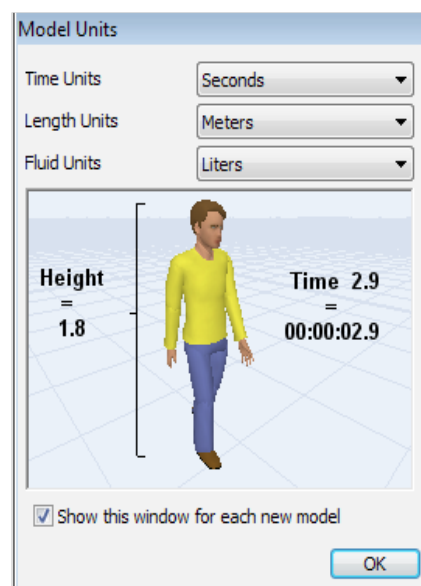 Model Units
Time Units Seconds
Length Units Meters
Fluid Units Liters
Height
=
1.8
Time 2.9
=
00:00:02.9
Show this window for each new model
OK